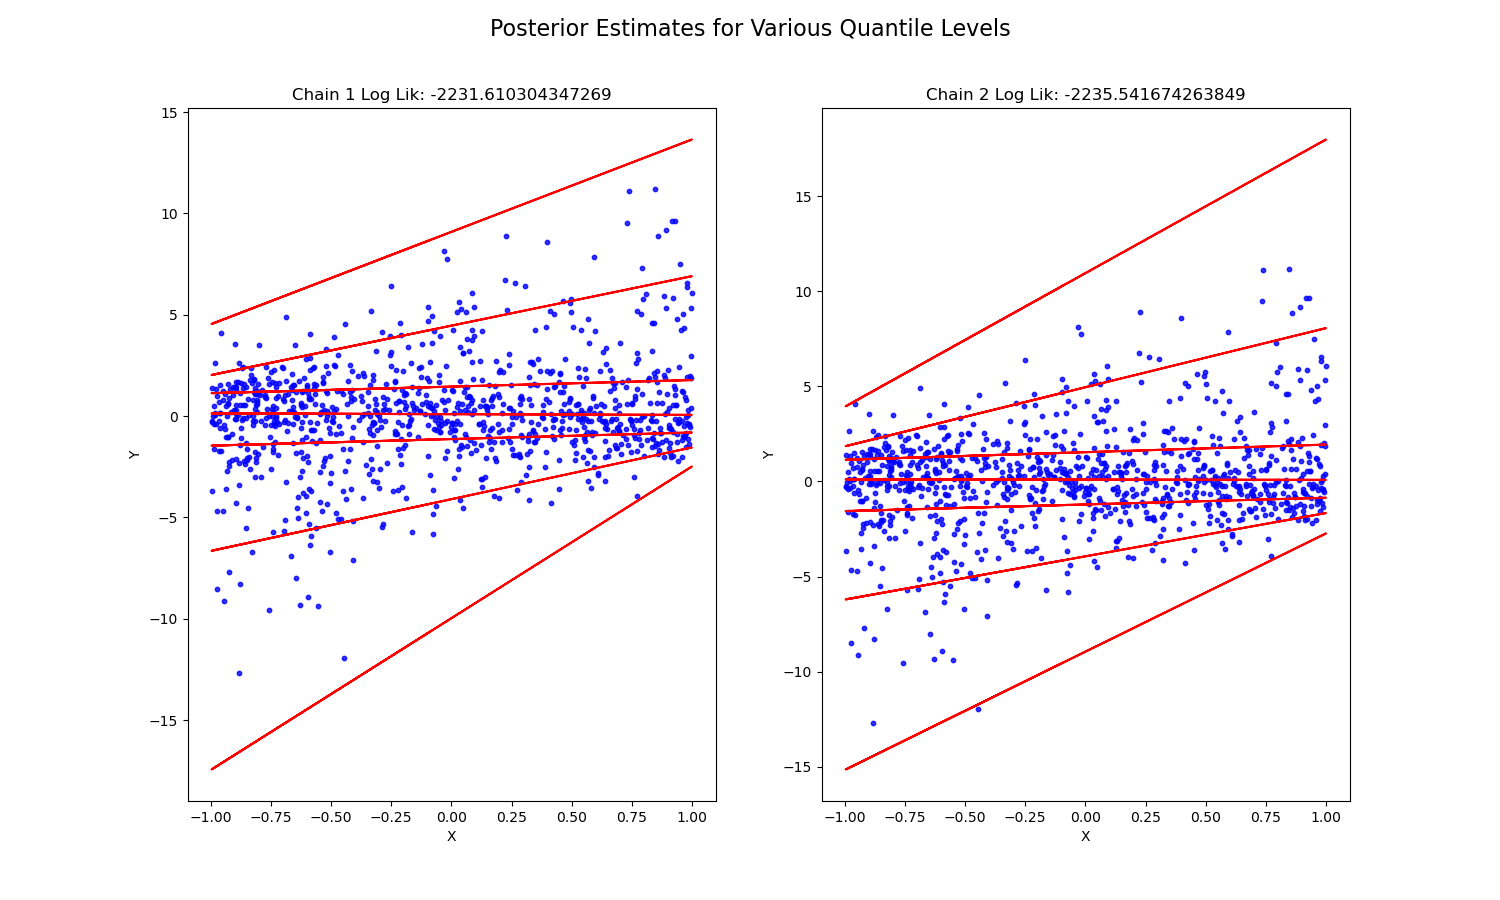 Posterior Estimates for Various Quantile Levels
Chain 1 Log Lik: -2231.610304347269
15
10
5
0
−5
−10
−15
Y
−1.00 −0.75 −0.50 −0.25 0.00 0.25 0.50 0.75 1.00
X
Chain 2 Log Lik: -2235.541674263849
15
10
5
0
−5
−10
−15
Y
−1.00 −0.75 −0.50 −0.25 0.00 0.25 0.50 0.75 1.00
X